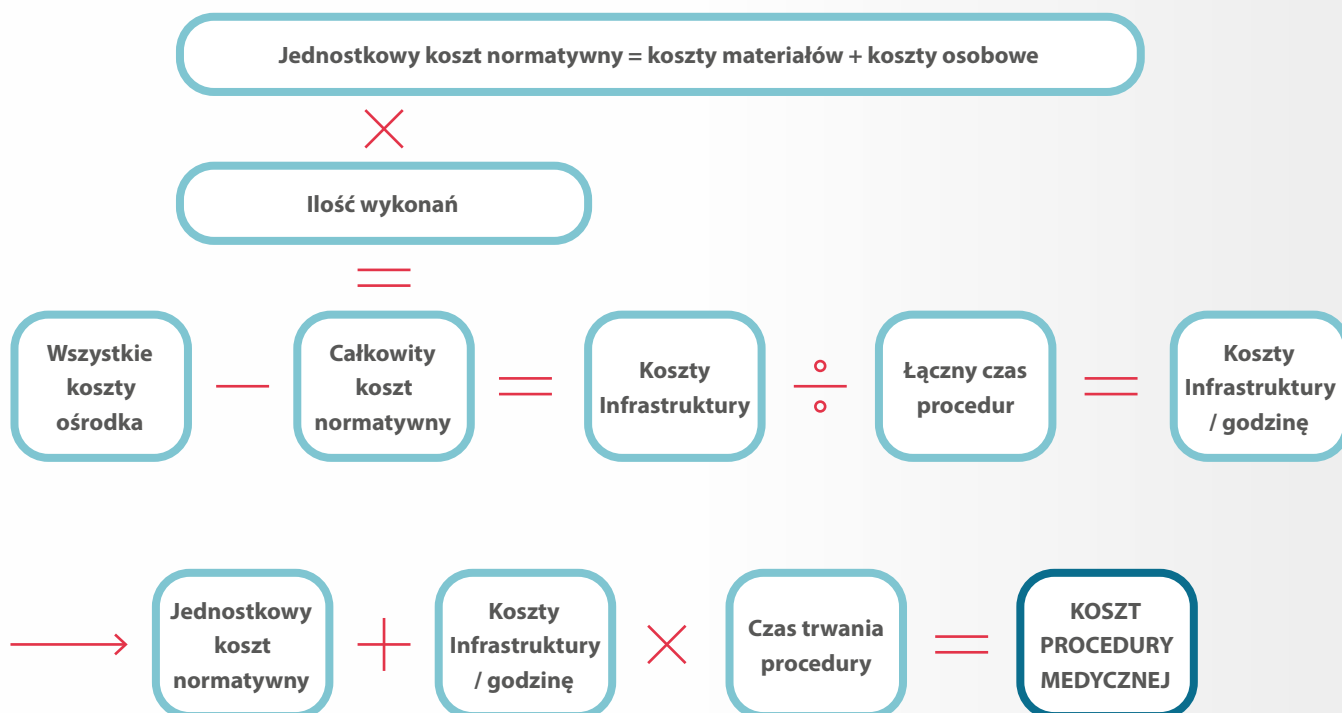 Jednostkowy koszt normatywny = koszty materiałów + koszty osobowe
×
Ilość wykonań
=
Wszystkie
koszty
ośrodka
—
Całkowity
koszt
normatywny
=
Koszty
Infrastruktury
÷
Łączny czas
procedur
=
Koszty
Infrastruktury
/ godzinę
Jednostkowy
koszt
normatywny
+
Koszty
Infrastruktury
/ godzinę
×
Czas trwania
procedury
=
KOSZT
PROCEDURY
MEDYCZNEJ